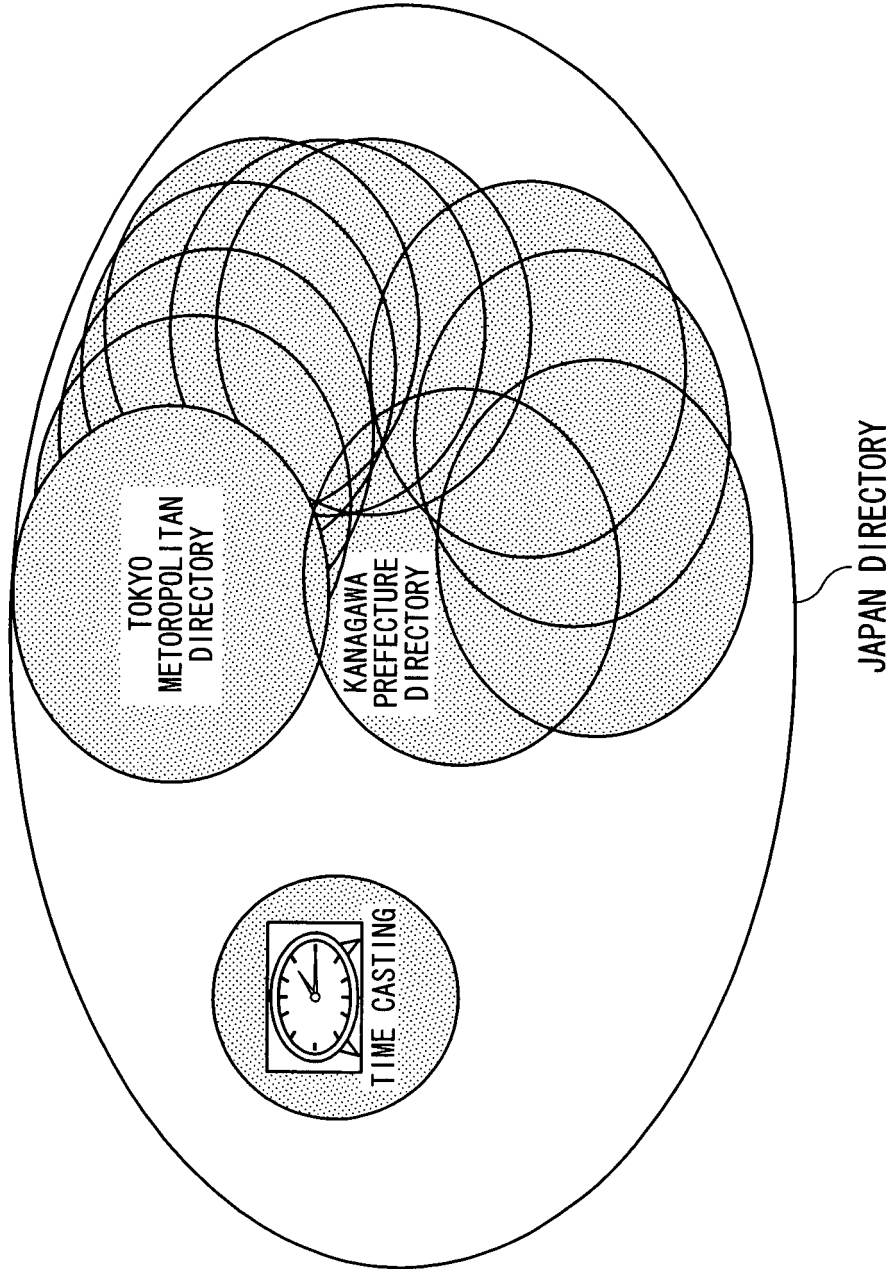 TOKYO
METOROPOLITAN
DIRECTORY
KANAGAWA
PREFECTURE
DIRECTORY
TIME CASTING
JAPAN DIRECTORY